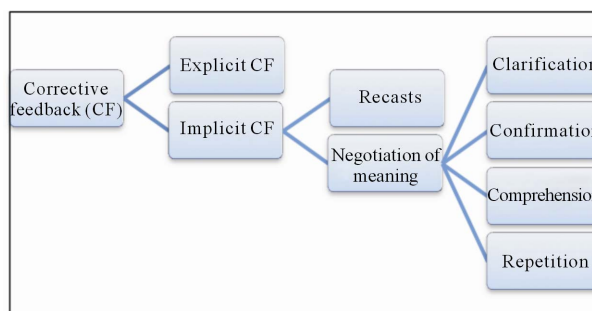 Corrective
feedback (CF)
Explicit CF
Implicit CF
Recasts
Negotiation of
meaning
Clarification
Confirmation
Comprehension
Repetition